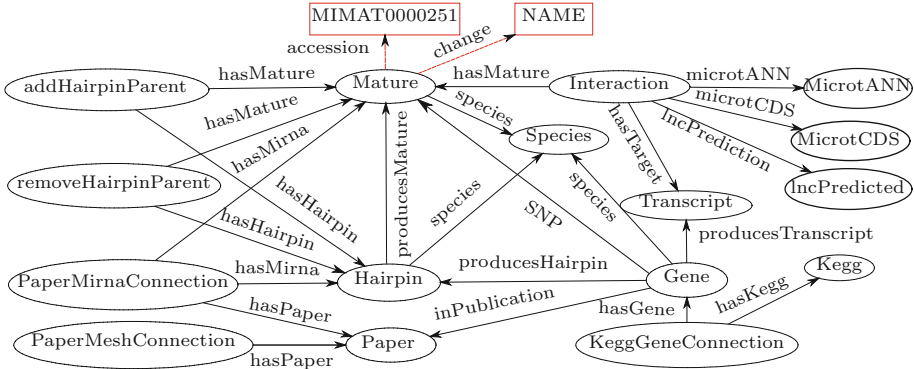 MIMAT0000251
NAME
accession
change
addHairpinParent
hasMature
Mature
hasMature
Interaction
microtANN
MicrotANN
microtCDS
hasMature
species
Species
hasTarget
lncPrediction
MicrotCDS
hasMirna
producesMature
removeHairpinParent
hasHairpin
species
SNP
species
Transcript
lncPredicted
hasHairpin
producesTranscript
PaperMirnaConnection
hasMirna
Hairpin
producesHairpin
Gene
hasKegg
Kegg
hasPaper
inPublication
hasGene
PaperMeshConnection
hasPaper
Paper
KeggGeneConnection